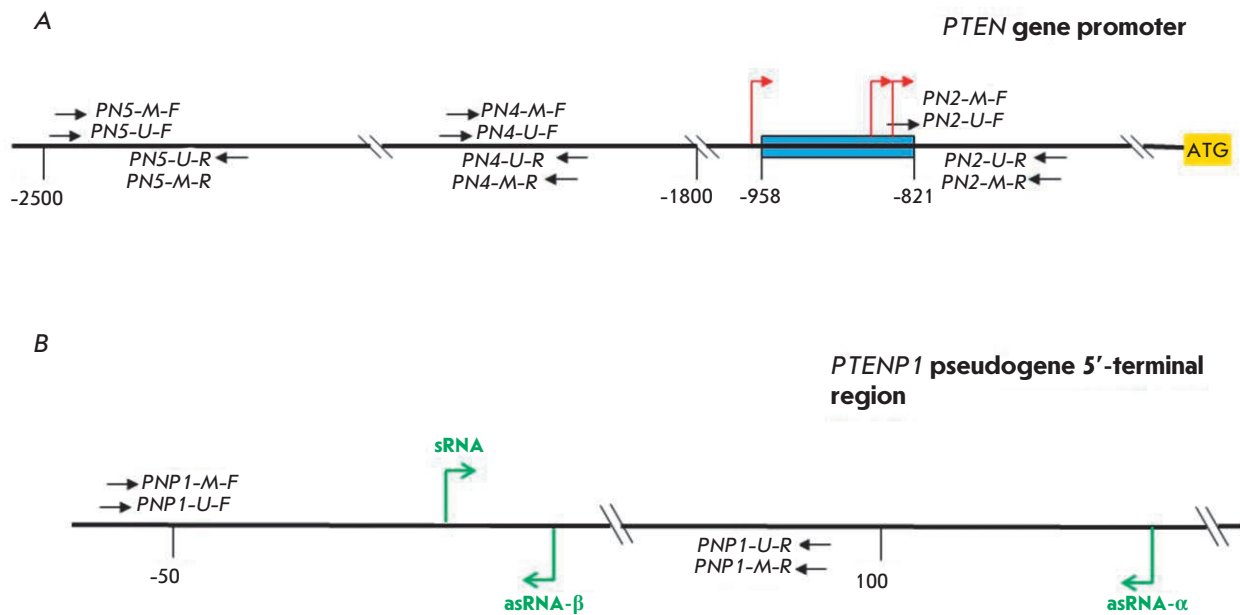 A
PTEN gene promoter
PN5-M-F
PN5-U-F
PN4-M-F
PN4-U-F
PN2-M-F
PN2-U-F
ATG
PN5-U-R
PN5-M-R
PN4-U-R
PN4-M-R
PN2-U-R
PN2-M-R
-2500
-1800
-958
-821
B
PTENP1 pseudogene 5′-terminal
region
sRNA
PNP1-M-F
PNP1-U-F
PNP1-U-R
PNP1-M-R
-50
100
asRNA-β
asRNA-α